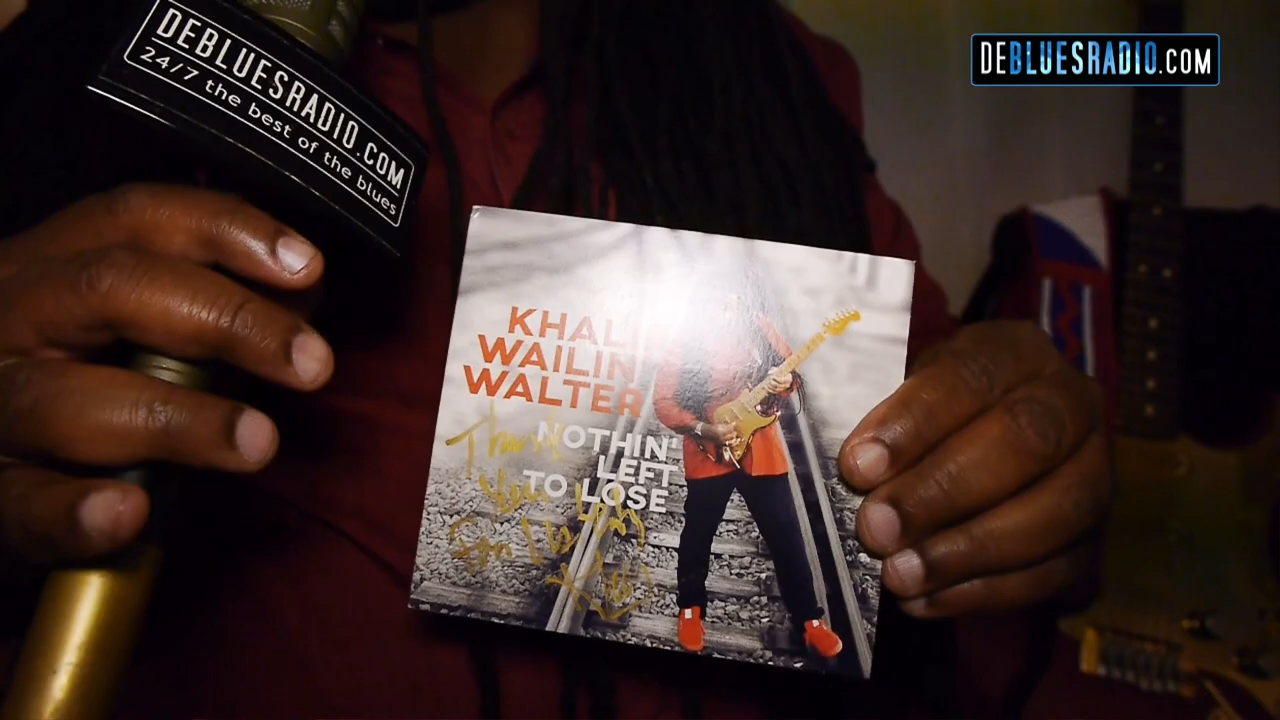 DEBLUESRADIO.COM
24/7 the best of the blues
DEBLUESRADIO.COM
KHAL
WAILIN
WALTER
NOTHIN'
LEFT
TO LOSE